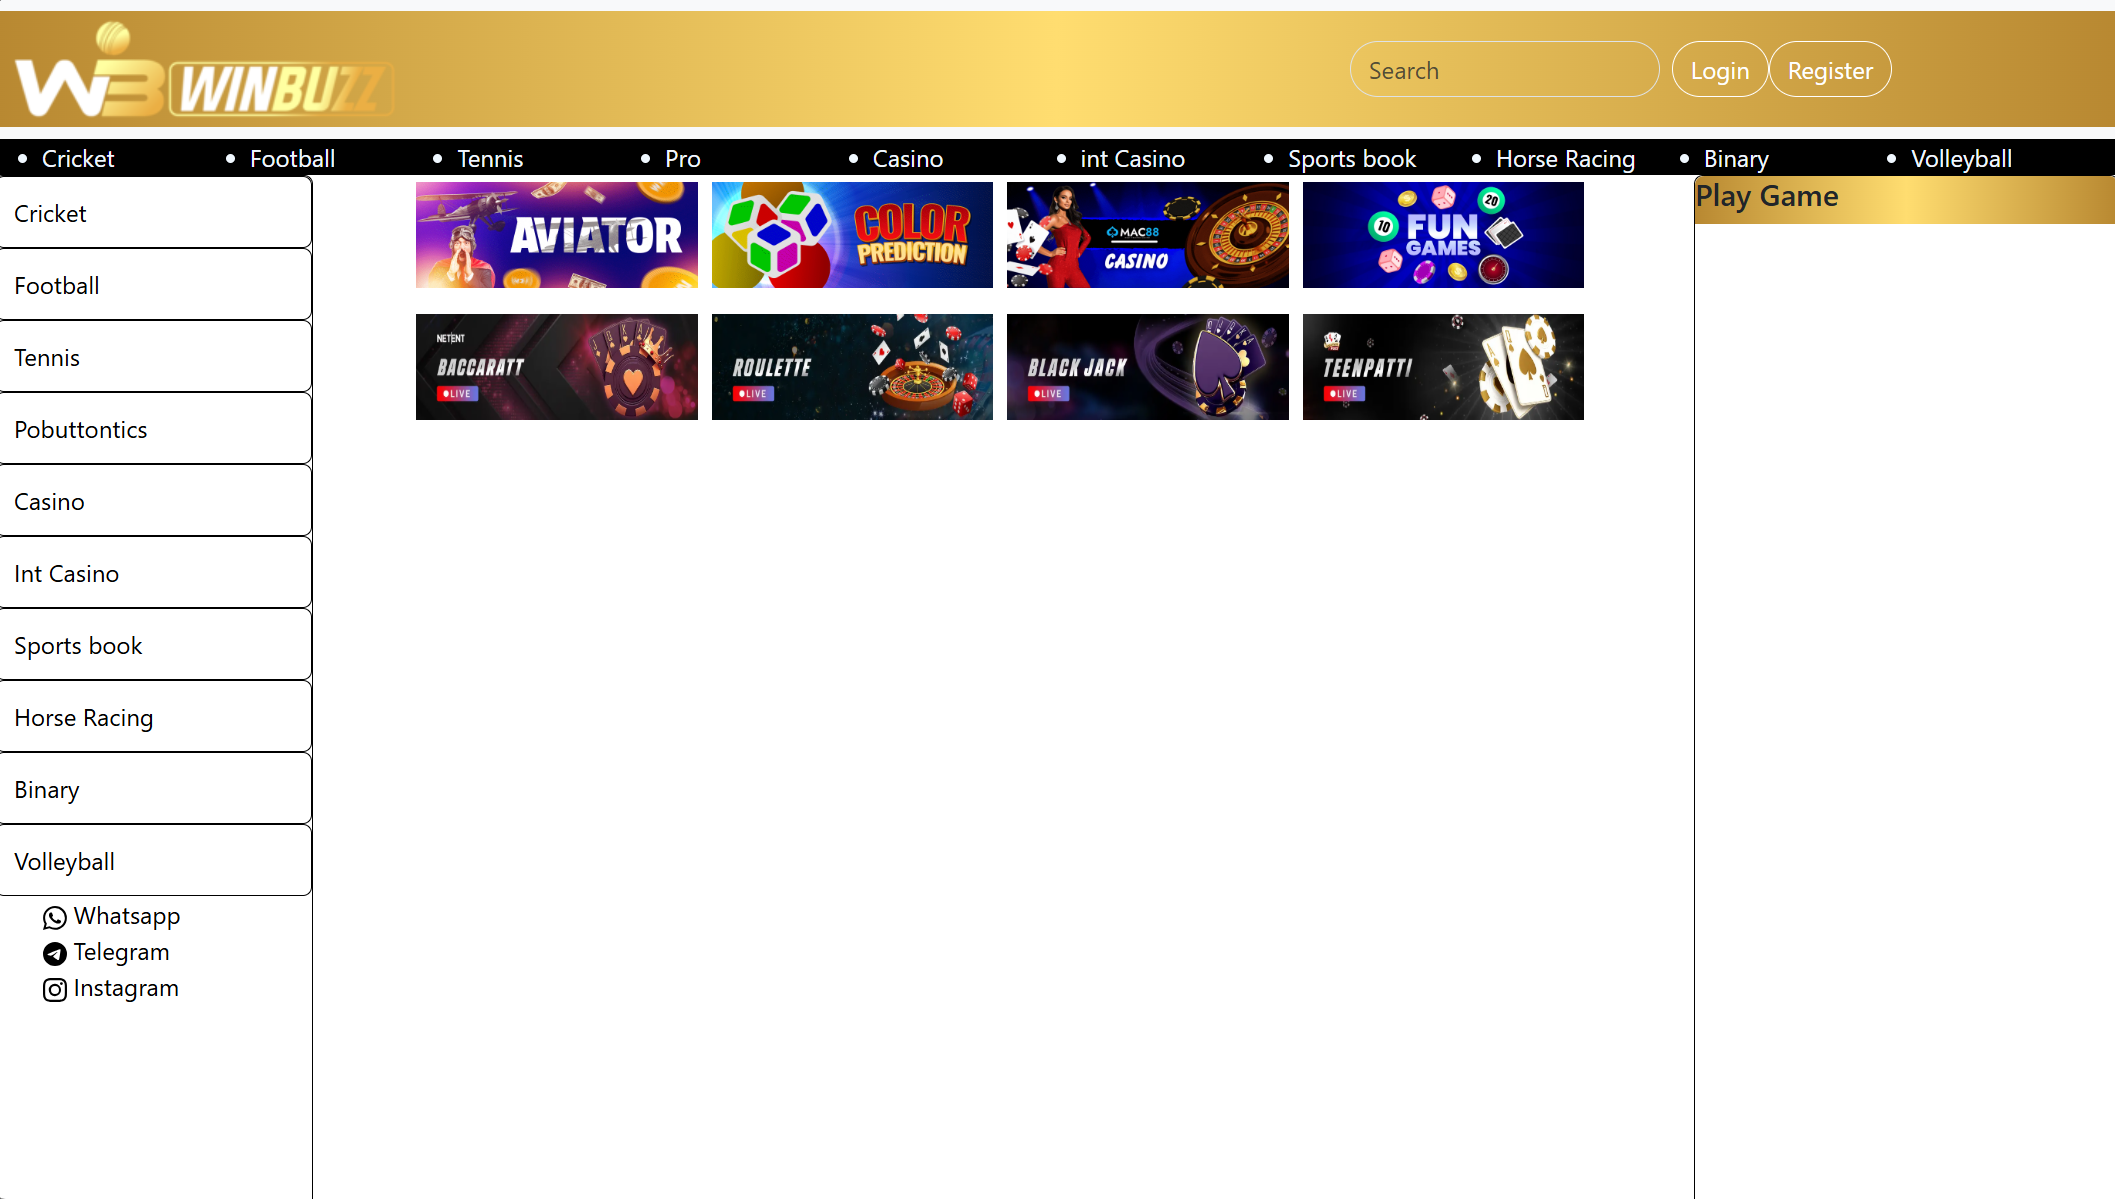 WB WINBUZZ
Search
Login
Register
Cricket
Football
Tennis
Pro
Casino
int Casino
Sports book
Horse Racing
Binary
Volleyball
Cricket
Football
Tennis
Pobuttontics
Casino
Int Casino
Sports book
Horse Racing
Binary
Volleyball
Whatsapp
Telegram
Instagram
AVIATOR
COLOR
PREDICTION
MAC88
CASINO
10
20
FUN
GAMES
NETENT
BACCARATT
LIVE
ROULETTE
LIVE
BLACK JACK
LIVE
TEENPATTI
LIVE
Play Game